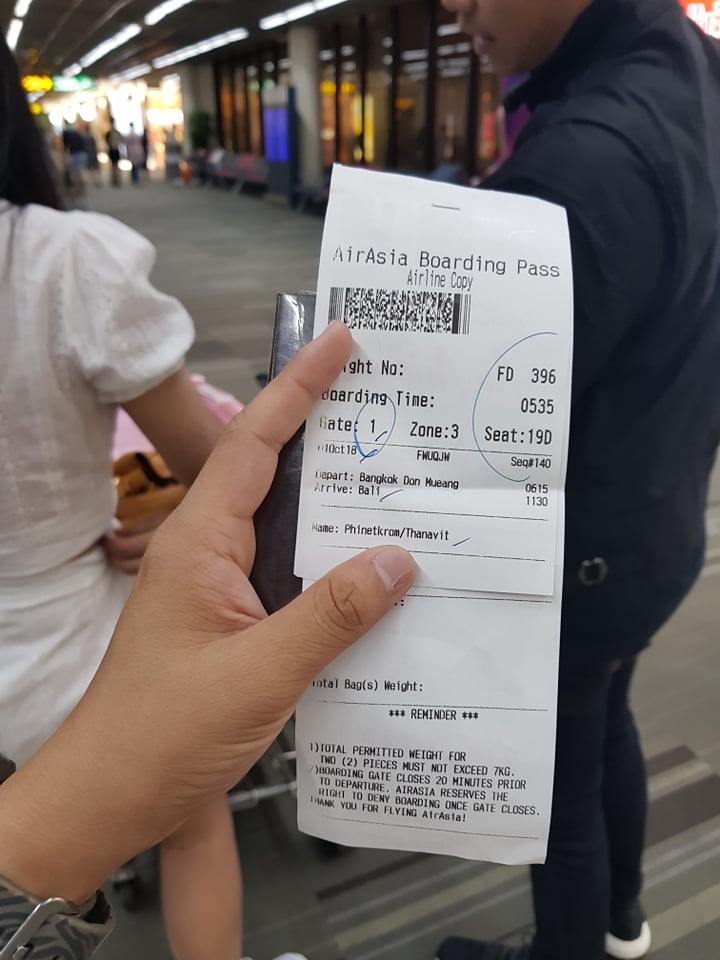 AirAsia Boarding Pass
Airline Copy
ght No: FD 396
Boarding Time: 0535
Gate: 1 Zone:3 Seat:19D
10Oct18 FWUQJW Seq#140
Depart: Bangkok Don Mueang 0615
Arrive: Bali 1130
Name: Phinetkrom/Thanavit
Total Bag(s) Weight:
*** REMINDER ***
1)TOTAL PERMITTED WEIGHT FOR
TWO (2) PIECES MUST NOT EXCEED 7KG.
2)BOARDING GATE CLOSES 20 MINUTES PRIOR
TO DEPARTURE. AIRASIA RESERVES THE
RIGHT TO DENY BOARDING ONCE GATE CLOSES.
THANK YOU FOR FLYING AirAsia!